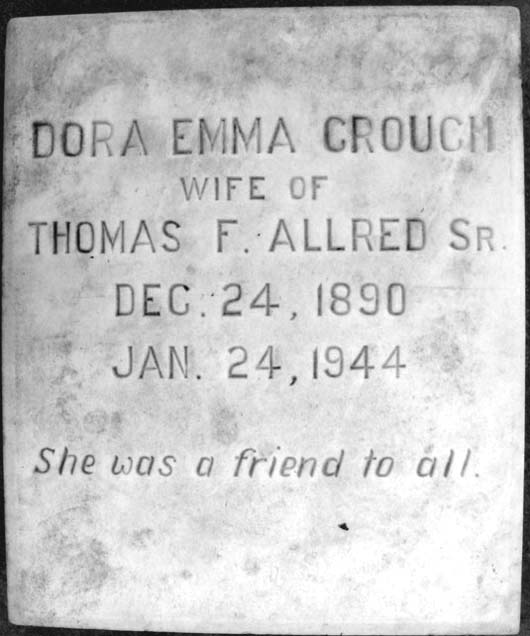 DORA EMMA CROUCH
WIFE OF
THOMAS F. ALLRED SR.
DEC. 24, 1890
JAN. 24, 1944
She was a friend to all.